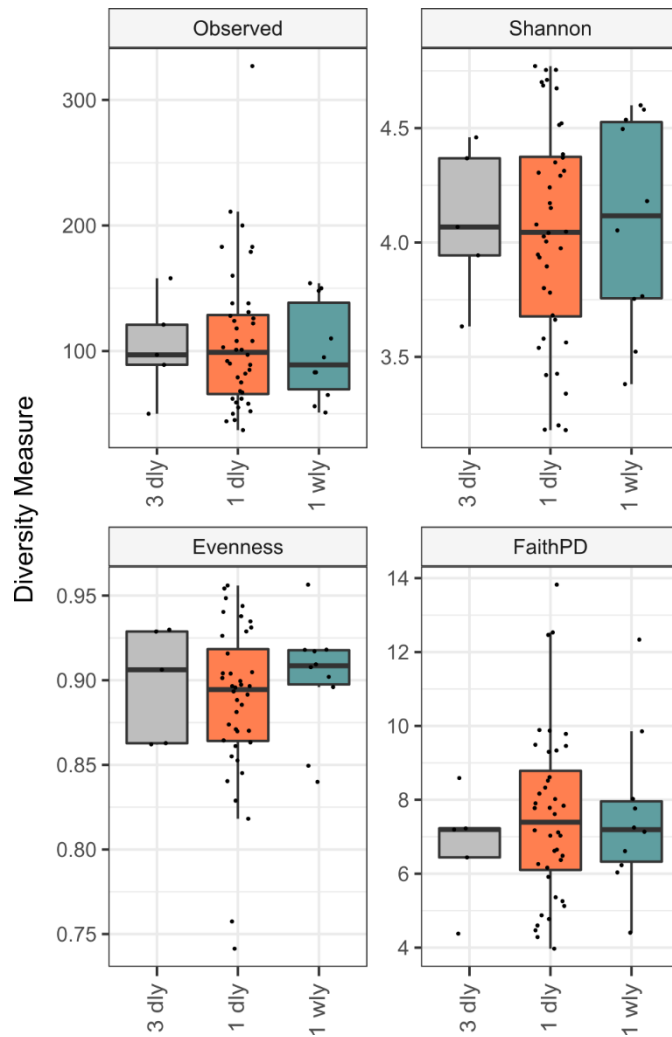 Diversity Measure
Observed
300
200
100
3 dly
1 dly
1 wly
Shannon
4.5
4.0
3.5
3 dly
1 dly
1 wly
Evenness
0.95
0.90
0.85
0.80
0.75
3 dly
1 dly
1 wly
FaithPD
14
12
10
8
6
4
3 dly
1 dly
1 wly